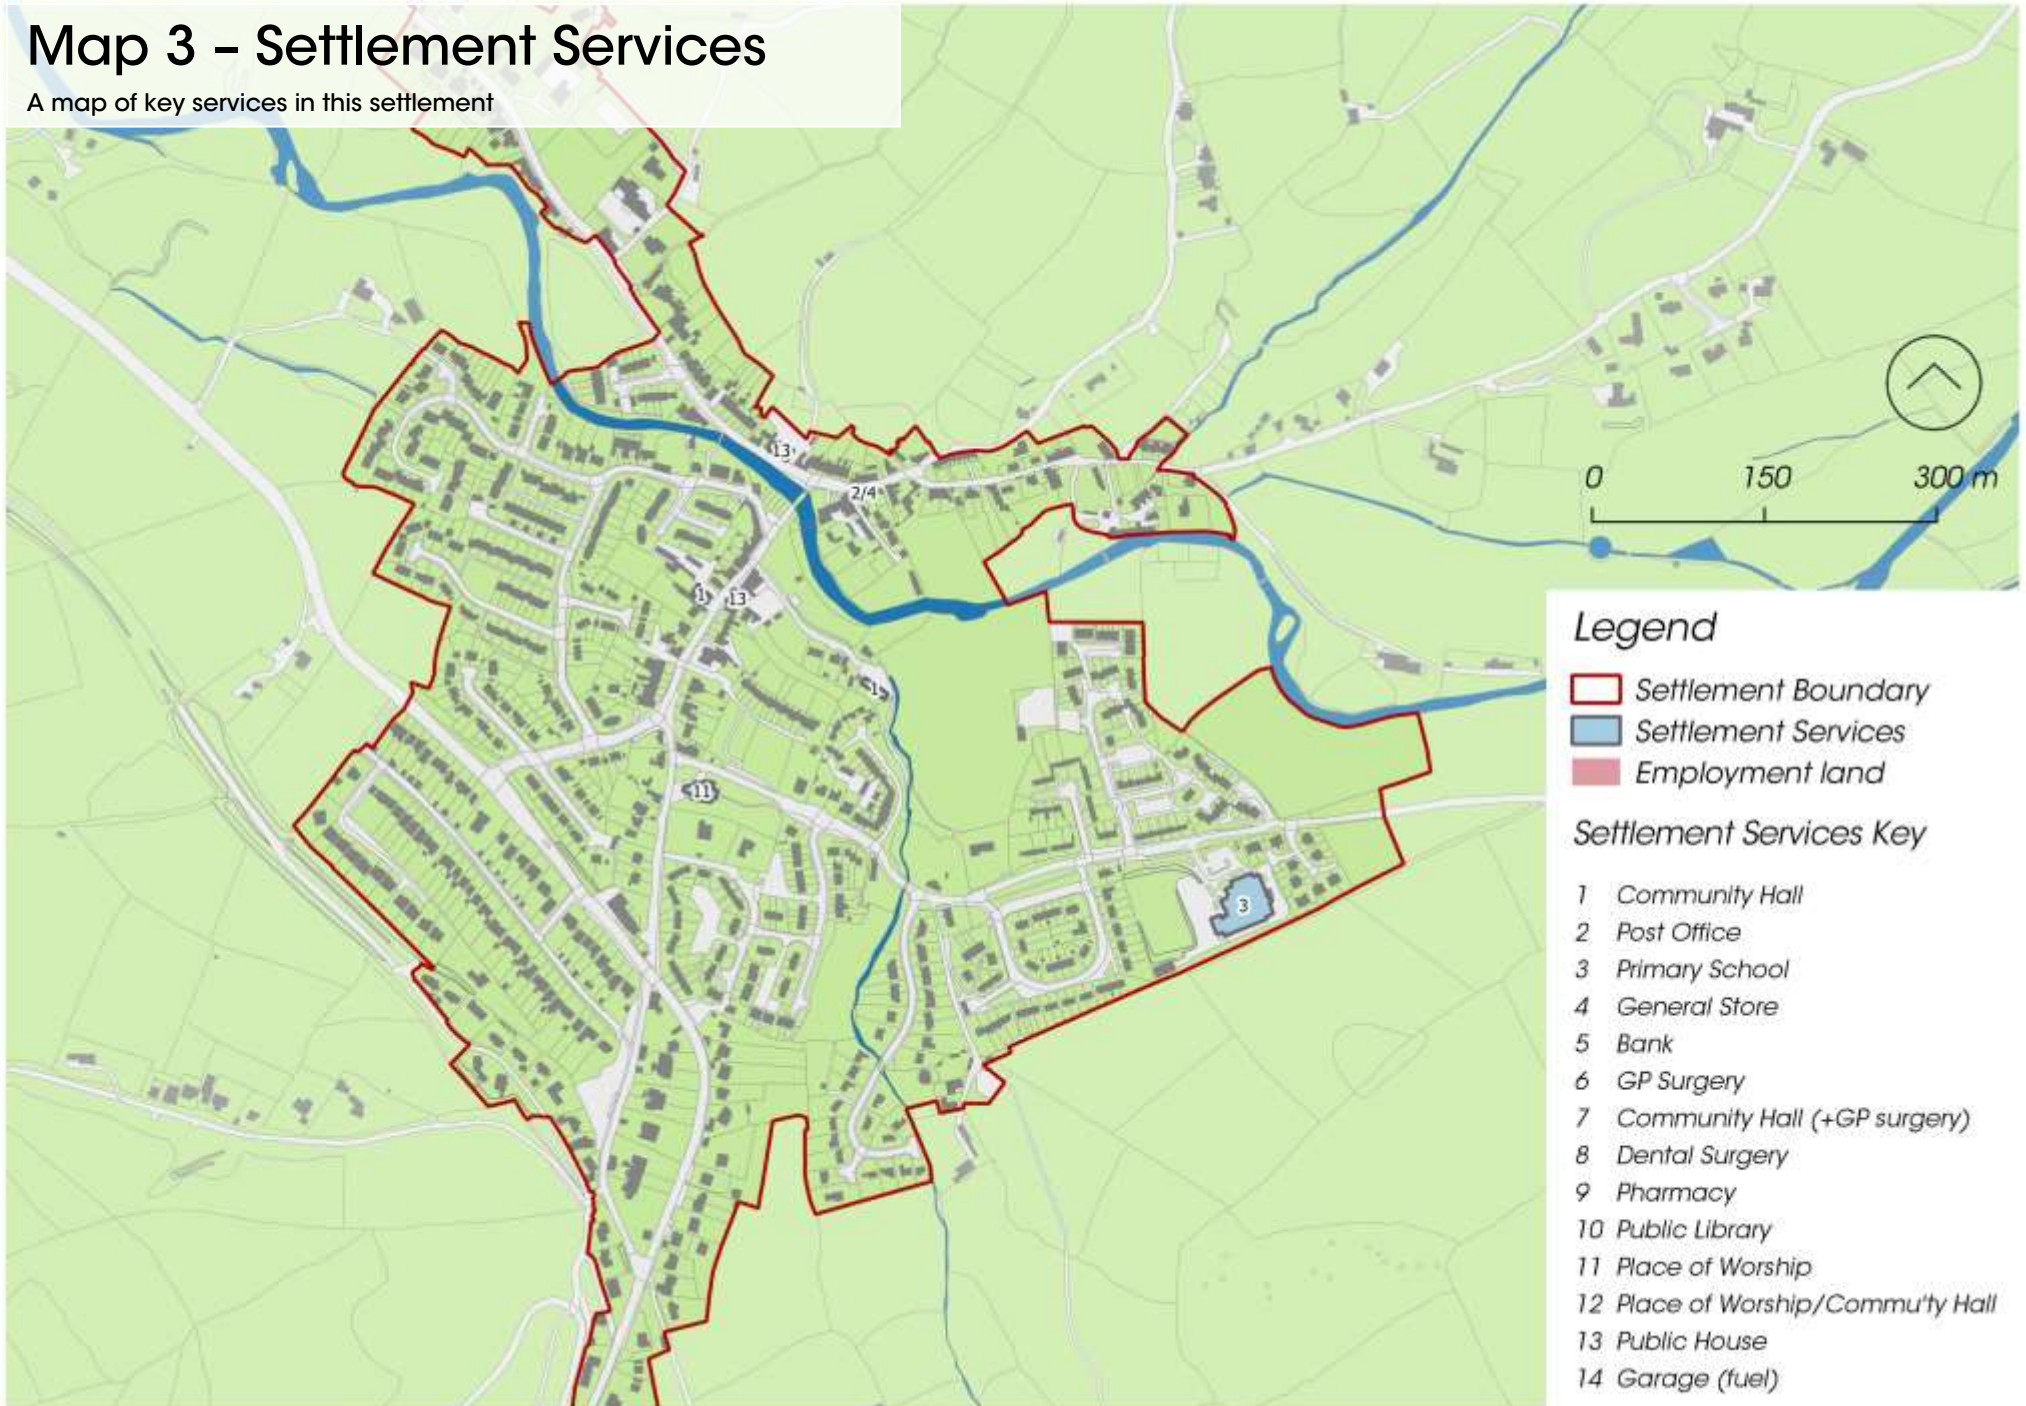 Map 3 – Settlement Services
A map of key services in this settlement
13
2/4
1
13
1
11
3
0 150 300 m
Legend
Settlement Boundary
Settlement Services
Employment land
Settlement Services Key
1 Community Hall
2 Post Office
3 Primary School
4 General Store
5 Bank
6 GP Surgery
7 Community Hall (+GP surgery)
8 Dental Surgery
9 Pharmacy
10 Public Library
11 Place of Worship
12 Place of Worship/Commu'ty Hall
13 Public House
14 Garage (fuel)